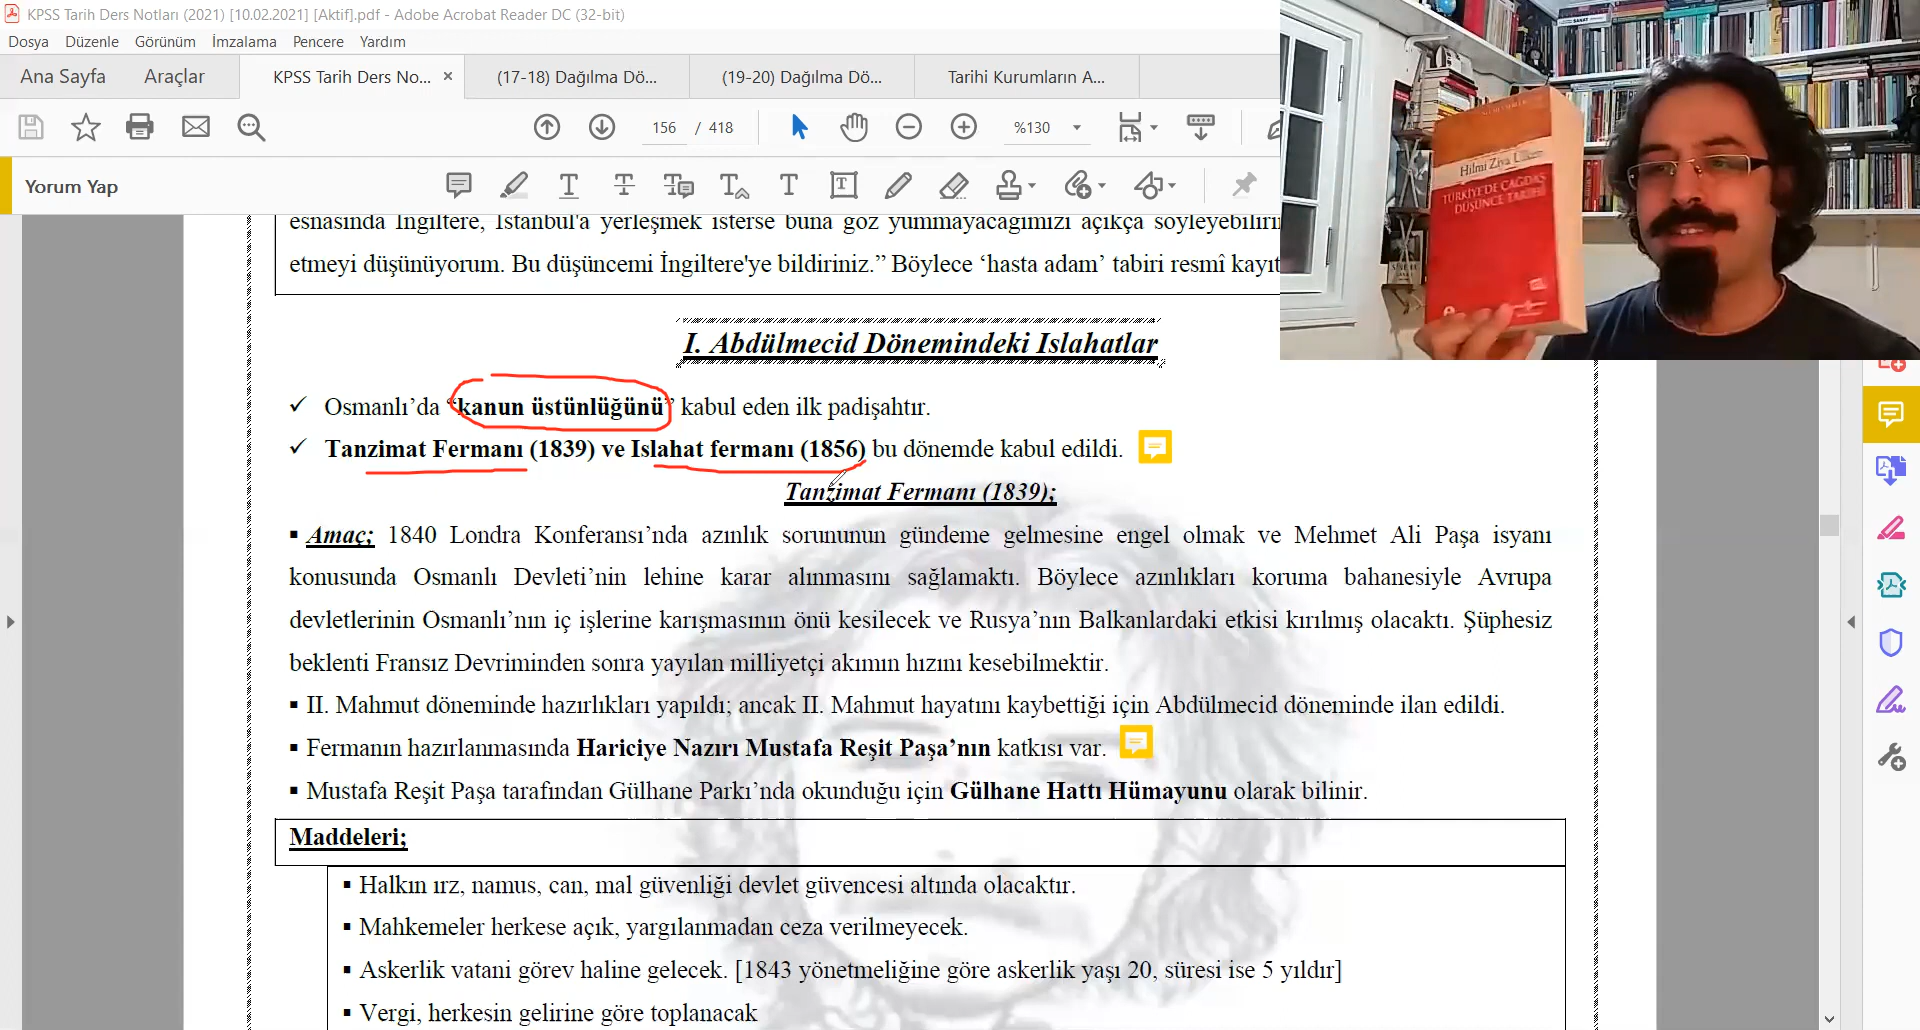 KPSS Tarih Ders Notları (2021) [10.02.2021] [Aktif].pdf - Adobe Acrobat Reader DC (32-bit)
Dosya Düzenle Görünüm İmzalama Pencere Yardım
Ana Sayfa Araçlar KPSS Tarih Ders No... × (17-18) Dağılma Dö... (19-20) Dağılma Dö... Tarihi Kurumların A...
156 / 418 %130
Yorum Yap
esnasında İngiltere, İstanbul'a yerleşmek isterse buna göz yummayacağımızı açıkça söyleyebilirim
etmeyi düşünüyorum. Bu düşüncemi İngiltere'ye bildiriniz.” Böylece ‘hasta adam’ tabiri resmî kayıt
Hilmi Ziya Ülken
TÜRKİYE'DE ÇAĞDAŞ
DÜŞÜNCE TARİHİ
I. Abdülmecid Dönemindeki Islahatlar
✓ Osmanlı’da “kanun üstünlüğünü” kabul eden ilk padişahtır.
✓ Tanzimat Fermanı (1839) ve Islahat fermanı (1856) bu dönemde kabul edildi.
Tanzimat Fermanı (1839);
▪ Amaç; 1840 Londra Konferansı’nda azınlık sorununun gündeme gelmesine engel olmak ve Mehmet Ali Paşa isyanı
konusunda Osmanlı Devleti’nin lehine karar alınmasını sağlamaktı. Böylece azınlıkları koruma bahanesiyle Avrupa
devletlerinin Osmanlı’nın iç işlerine karışmasının önü kesilecek ve Rusya’nın Balkanlardaki etkisi kırılmış olacaktı. Şüphesiz
beklenti Fransız Devriminden sonra yayılan milliyetçi akımın hızını kesebilmektir.
▪ II. Mahmut döneminde hazırlıkları yapıldı; ancak II. Mahmut hayatını kaybettiği için Abdülmecid döneminde ilan edildi.
▪ Fermanın hazırlanmasında Hariciye Nazırı Mustafa Reşit Paşa’nın katkısı var.
▪ Mustafa Reşit Paşa tarafından Gülhane Parkı’nda okunduğu için Gülhane Hattı Hümayunu olarak bilinir.
Maddeleri;
▪ Halkın ırz, namus, can, mal güvenliği devlet güvencesi altında olacaktır.
▪ Mahkemeler herkese açık, yargılanmadan ceza verilmeyecek.
▪ Askerlik vatani görev haline gelecek. [1843 yönetmeliğine göre askerlik yaşı 20, süresi ise 5 yıldır]
▪ Vergi, herkesin gelirine göre toplanacak